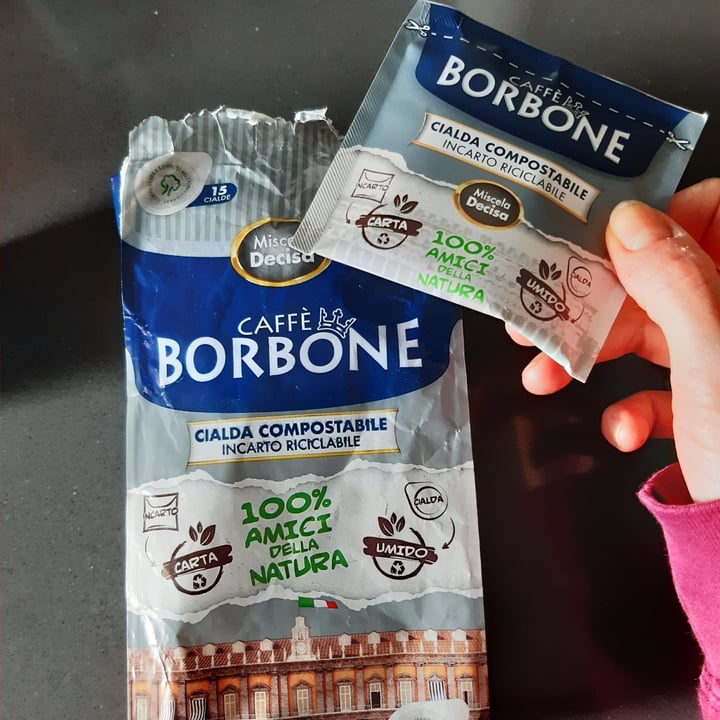 15
CIALDE
Miscela
Decisa
CAFFÈ
BORBONE
CIALDA COMPOSTABILE
INCARTO RICICLABILE
INCARTO
CARTA
100%
AMICI
DELLA
NATURA
CIALDA
UMIDO
CAFFÈ
BORBONE
CIALDA COMPOSTABILE
INCARTO RICICLABILE
Miscela
Decisa
INCARTO
CARTA
100%
AMICI
DELLA
NATURA
CIALDA
UMIDO